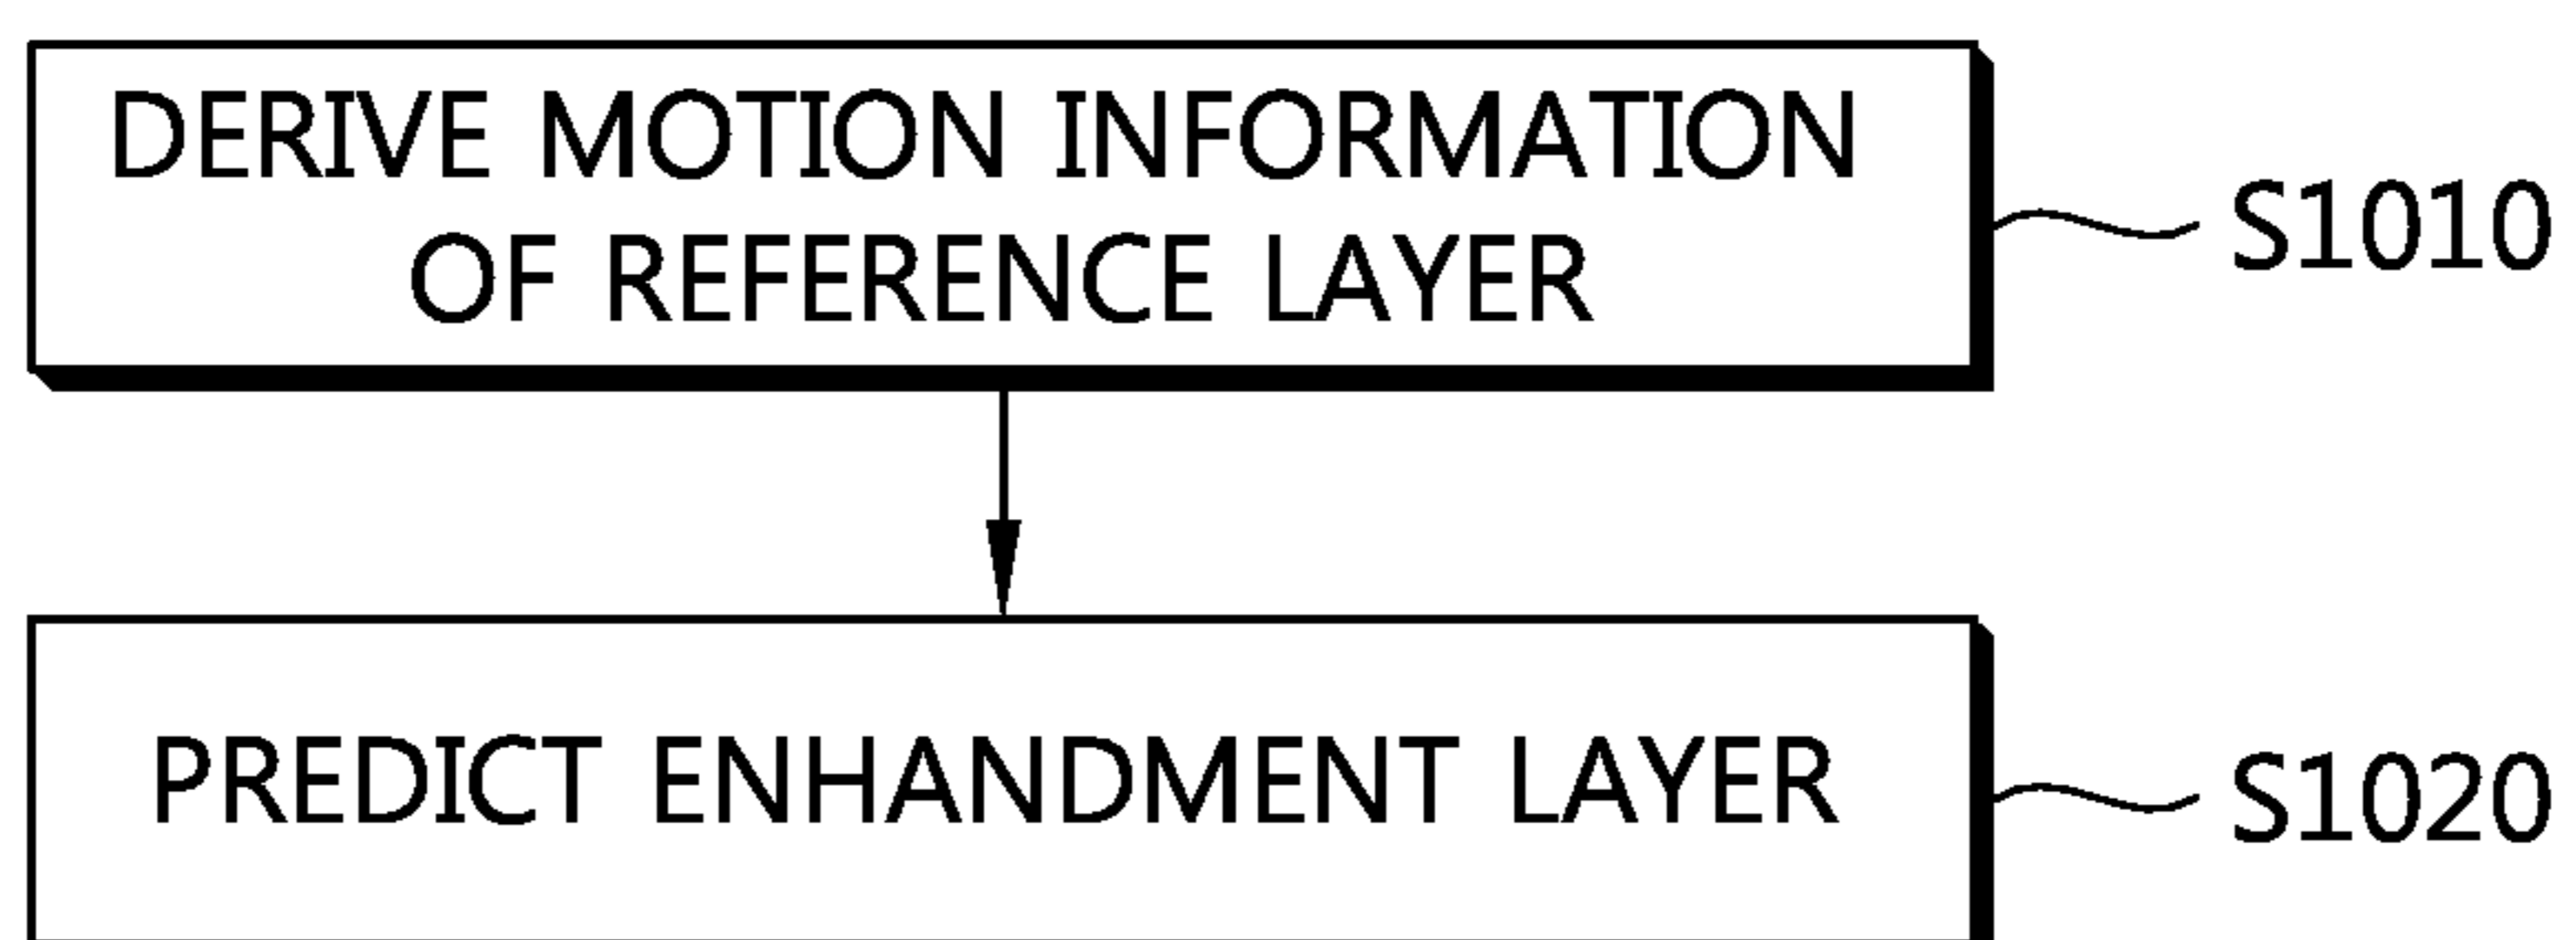 DERIVE MOTION INFORMATION
OF REFERENCE LAYER
S1010
PREDICT ENHANDMENT LAYER
S1020